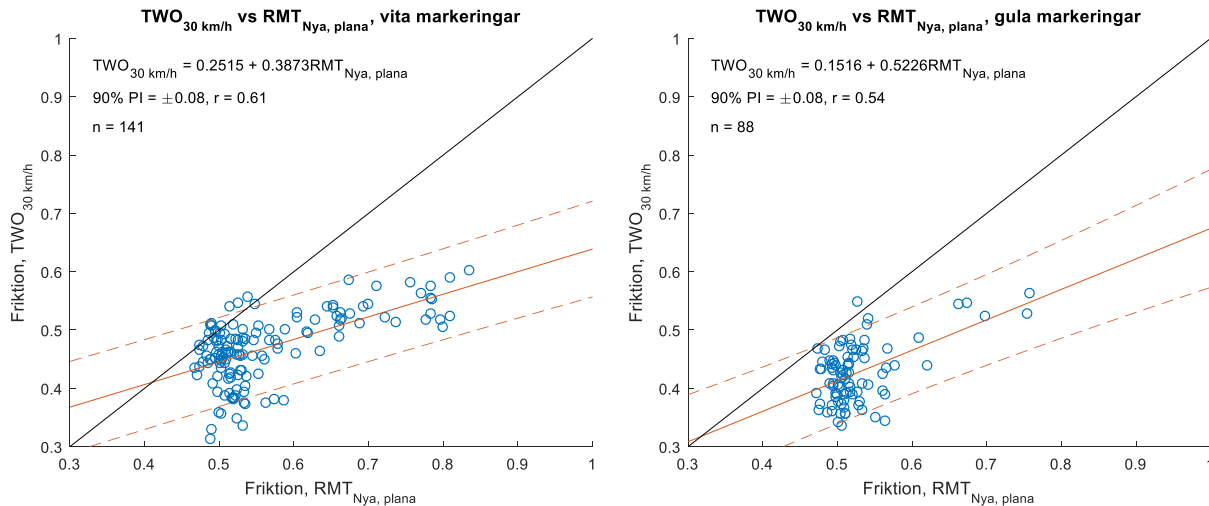 TWO30 km/h vs RMTNya, plana, vita markeringar
TWO30 km/h = 0.2515 + 0.3873RMTNya, plana
90% PI = ±0.08, r = 0.61
n = 141
1
0.9
0.8
0.7
0.6
0.5
0.4
0.3
Friktion, TWO30 km/h
0.3 0.4 0.5 0.6 0.7 0.8 0.9 1
Friktion, RMTNya, plana
TWO30 km/h vs RMTNya, plana, gula markeringar
TWO30 km/h = 0.1516 + 0.5226RMTNya, plana
90% PI = ±0.08, r = 0.54
n = 88
1
0.9
0.8
0.7
0.6
0.5
0.4
0.3
Friktion, TWO30 km/h
0.3 0.4 0.5 0.6 0.7 0.8 0.9 1
Friktion, RMTNya, plana